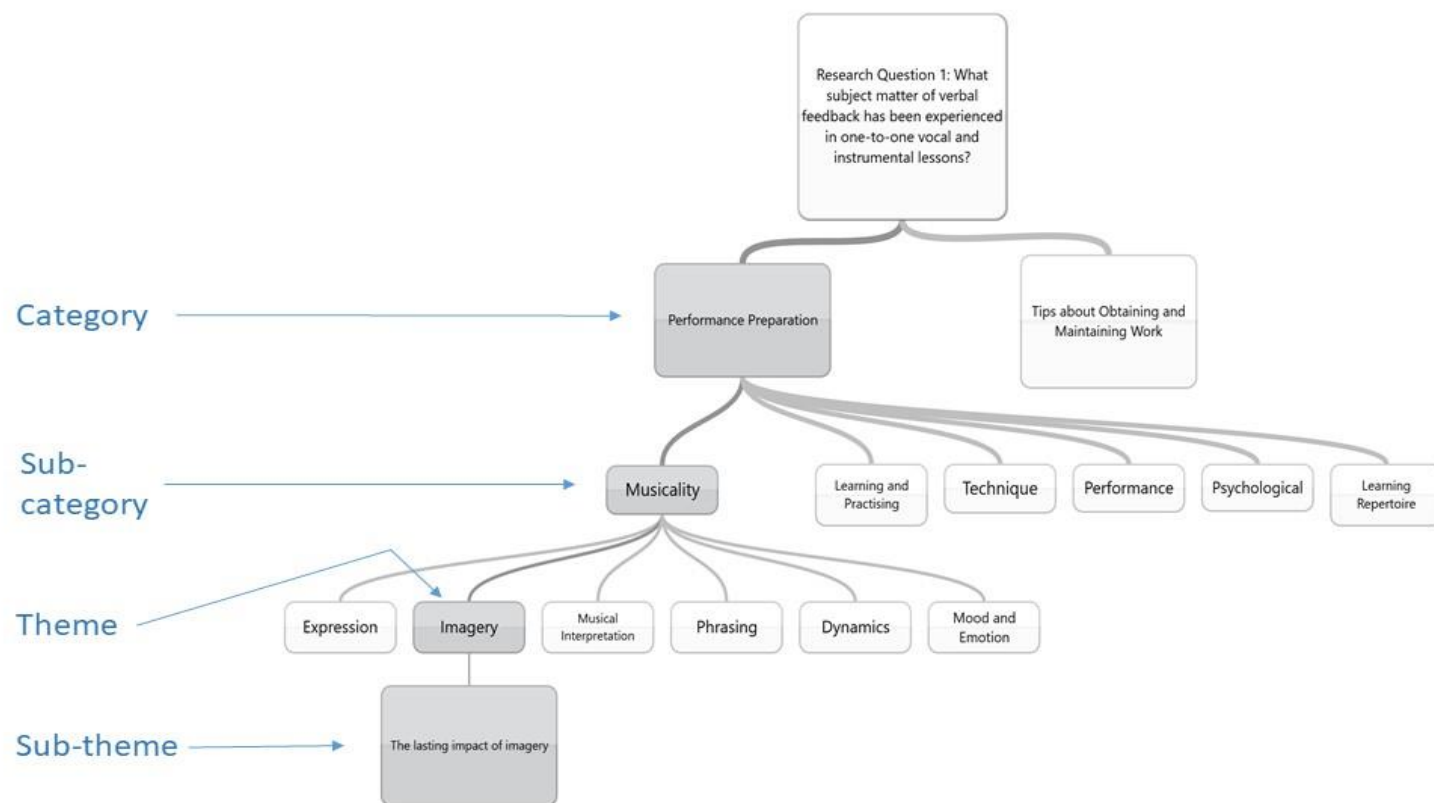 Research Question 1: What
subject matter of verbal
feedback has been experienced
in one-to-one vocal and
instrumental lessons?
Category
Performance Preparation
Tips about Obtaining and
Maintaining Work
Sub-
category
Musicality
Learning and
Practising
Technique
Performance
Psychological
Learning
Repertoire
Theme
Expression
Imagery
Musical
Interpretation
Phrasing
Dynamics
Mood and
Emotion
Sub-theme
The lasting impact of imagery